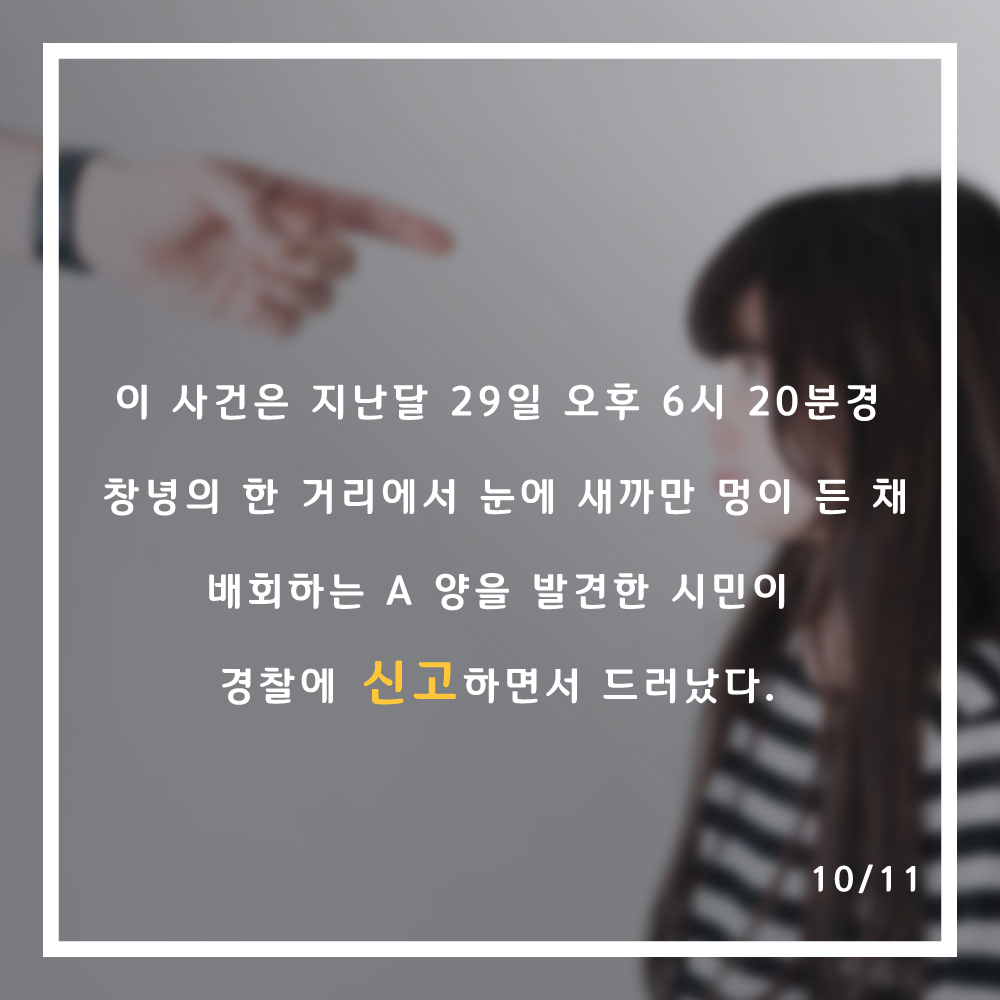 이 사건은 지난달 29일 오후 6시 20분경
창녕의 한 거리에서 눈에 새까만 멍이 든 채
배회하는 A 양을 발견한 시민이
경찰에 신고하면서 드러났다.
10/11